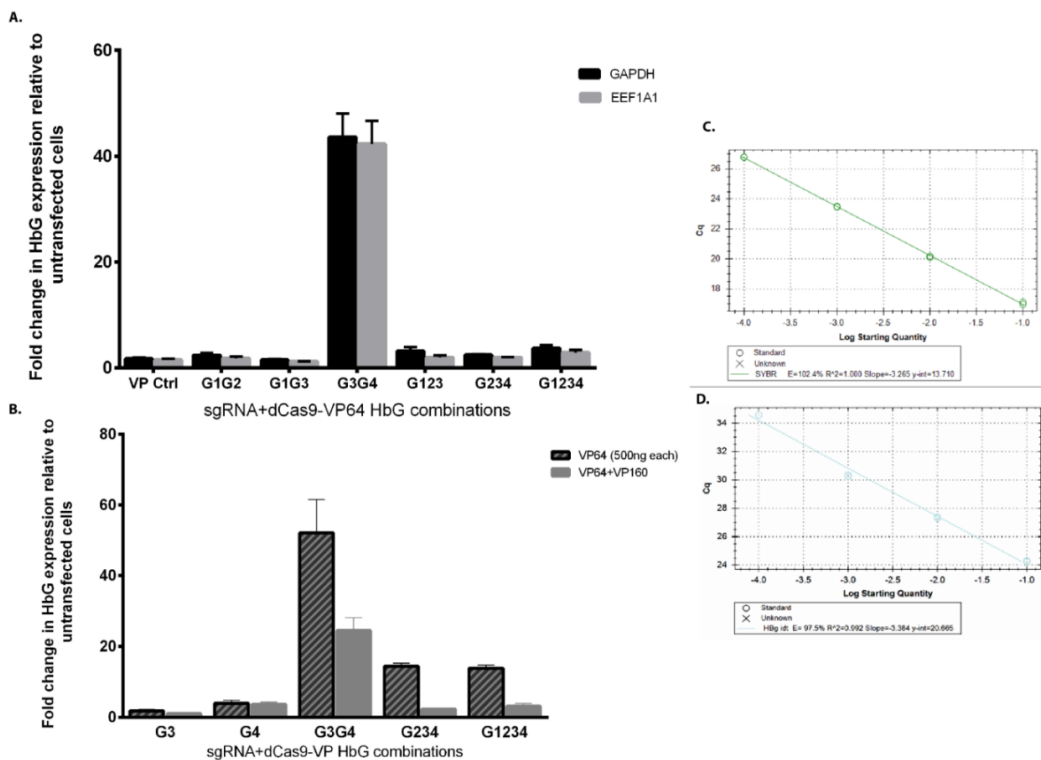 A.
Fold change in HbG expression relative to
untransfected cells
60
40
20
0
GAPDH
EEF1A1
VP Ctrl G1G2 G1G3 G3G4 G123 G234 G1234
sgRNA+dCas9-VP64 HbG combinations
B.
Fold change in HbG expression relative to
untransfected cells
80
60
40
20
0
VP64 (500ng each)
VP64+VP160
G3 G4 G3G4 G234 G1234
sgRNA+dCas9-VP HbG combinations
C.
Cq
26
24
22
20
18
-4.0 -3.5 -3.0 -2.5 -2.0 -1.5 -1.0
Log Starting Quantity
Standard
Unknown
SYBR E=102.4% R^2=1.000 Slope=-3.265 y-int=13.710
D.
Cq
34
32
30
28
26
24
-4.0 -3.5 -3.0 -2.5 -2.0 -1.5 -1.0
Log Starting Quantity
Standard
Unknown
HBg idt E= 97.5% R^2=0.992 Slope=-3.384 y-int=20.665